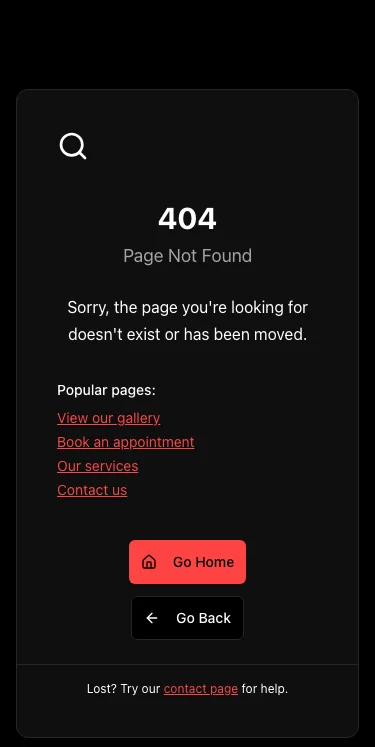 404
Page Not Found
Sorry, the page you're looking for
doesn't exist or has been moved.
Popular pages:
View our gallery
Book an appointment
Our services
Contact us
Go Home
Go Back
Lost? Try our contact page for help.